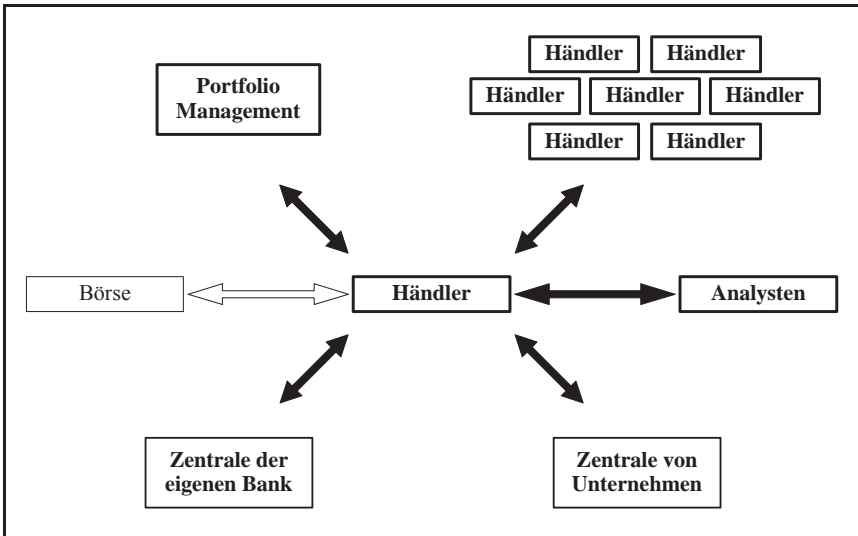 Portfolio
Management
Händler Händler
Händler Händler Händler
Händler Händler
Börse
Händler
Analysten
Zentrale der
eigenen Bank
Zentrale von
Unternehmen